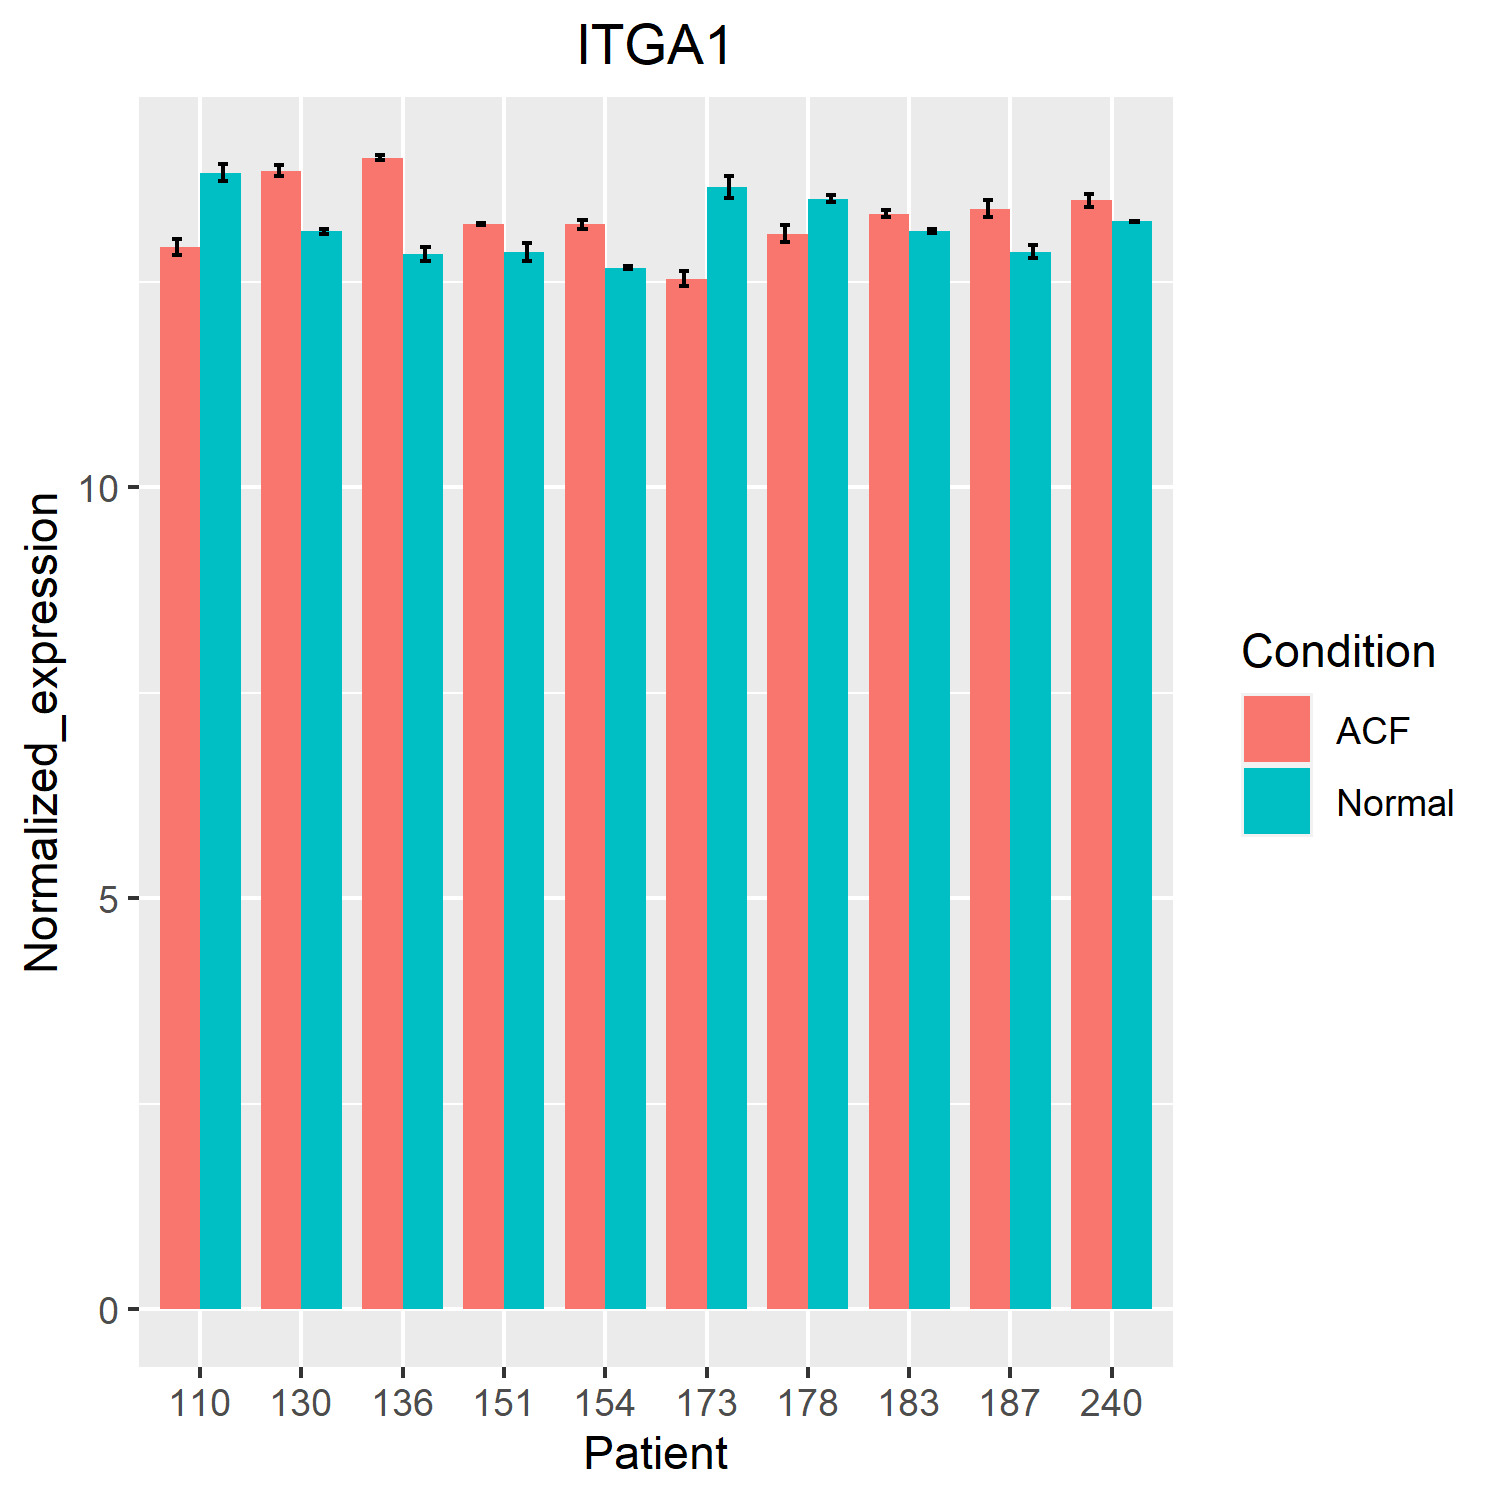 ITGA1
Normalized_expression
10
5
0
110 130 136 151 154 173 178 183 187 240
Patient
Condition
ACF
Normal